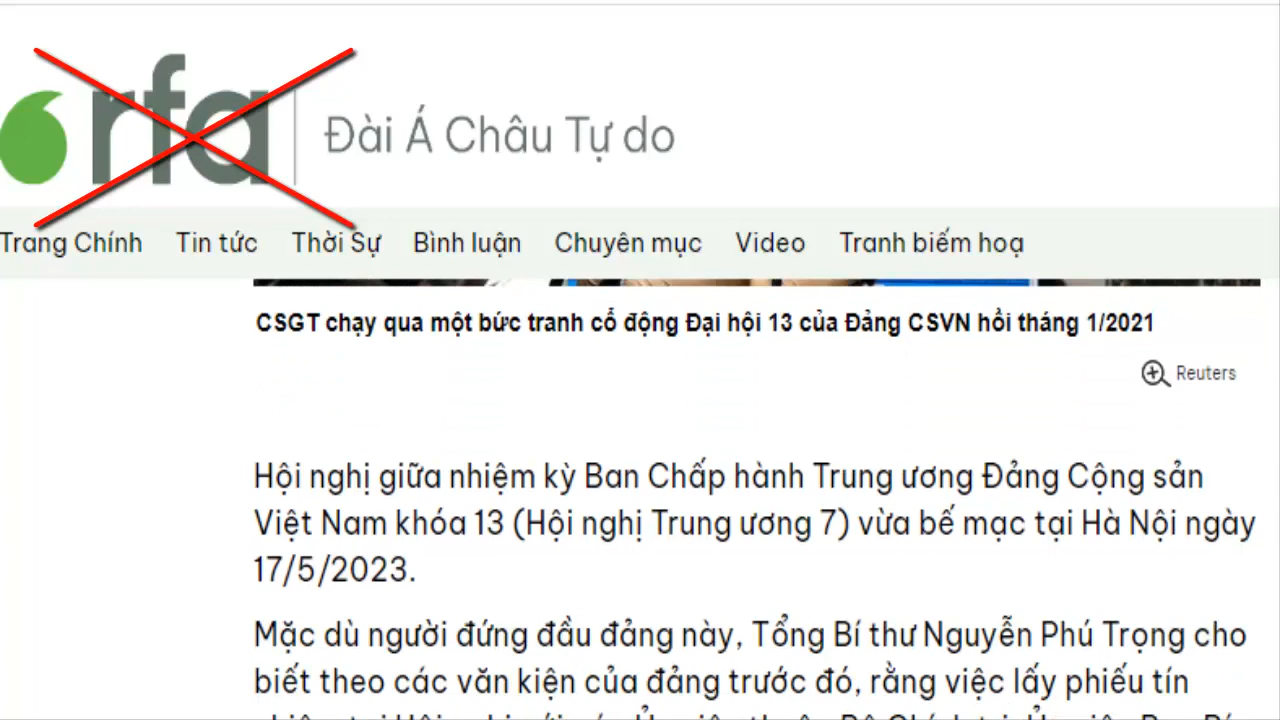 rfa
Đài Á Châu Tự do
Trang Chính Tin tức Thời Sự Bình luận Chuyên mục Video Tranh biếm hoạ
CSGT chạy qua một bức tranh cổ động Đại hội 13 của Đảng CSVN hồi tháng 1/2021
Reuters
Hội nghị giữa nhiệm kỳ Ban Chấp hành Trung ương Đảng Cộng sản
Việt Nam khóa 13 (Hội nghị Trung ương 7) vừa bế mạc tại Hà Nội ngày
17/5/2023.
Mặc dù người đứng đầu đảng này, Tổng Bí thư Nguyễn Phú Trọng cho
biết theo các văn kiện của đảng trước đó, rằng việc lấy phiếu tín